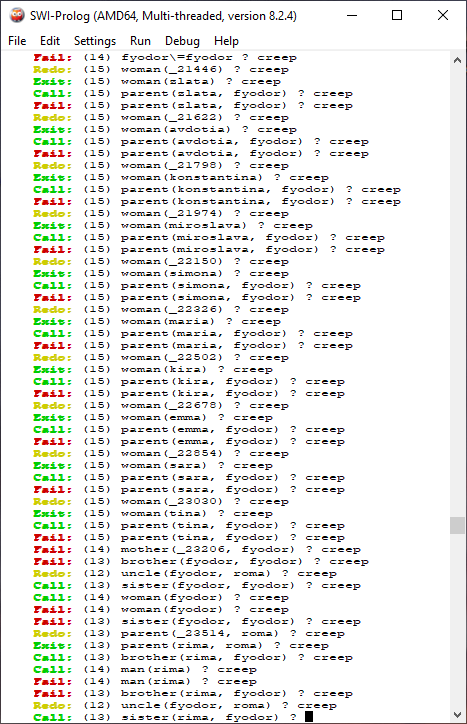 SWI-Prolog (AMD64, Multi-threaded, version 8.2.4)
File Edit Settings Run Debug Help
Fail: (14) fyodor\=fyodor ? creep
Redo: (15) woman(_21446) ? creep
Exit: (15) woman(zlata) ? creep
Call: (15) parent(zlata, fyodor) ? creep
Fail: (15) parent(zlata, fyodor) ? creep
Redo: (15) woman(_21622) ? creep
Exit: (15) woman(avdotia) ? creep
Call: (15) parent(avdotia, fyodor) ? creep
Fail: (15) parent(avdotia, fyodor) ? creep
Redo: (15) woman(_21798) ? creep
Exit: (15) woman(konstantina) ? creep
Call: (15) parent(konstantina, fyodor) ? creep
Fail: (15) parent(konstantina, fyodor) ? creep
Redo: (15) woman(_21974) ? creep
Exit: (15) woman(miroslava) ? creep
Call: (15) parent(miroslava, fyodor) ? creep
Fail: (15) parent(miroslava, fyodor) ? creep
Redo: (15) woman(_22150) ? creep
Exit: (15) woman(simona) ? creep
Call: (15) parent(simona, fyodor) ? creep
Fail: (15) parent(simona, fyodor) ? creep
Redo: (15) woman(_22326) ? creep
Exit: (15) woman(maria) ? creep
Call: (15) parent(maria, fyodor) ? creep
Fail: (15) parent(maria, fyodor) ? creep
Redo: (15) woman(_22502) ? creep
Exit: (15) woman(kira) ? creep
Call: (15) parent(kira, fyodor) ? creep
Fail: (15) parent(kira, fyodor) ? creep
Redo: (15) woman(_22678) ? creep
Exit: (15) woman(emma) ? creep
Call: (15) parent(emma, fyodor) ? creep
Fail: (15) parent(emma, fyodor) ? creep
Redo: (15) woman(_22854) ? creep
Exit: (15) woman(sara) ? creep
Call: (15) parent(sara, fyodor) ? creep
Fail: (15) parent(sara, fyodor) ? creep
Redo: (15) woman(_23030) ? creep
Exit: (15) woman(tina) ? creep
Call: (15) parent(tina, fyodor) ? creep
Fail: (15) parent(tina, fyodor) ? creep
Fail: (14) mother(_23206, fyodor) ? creep
Fail: (13) brother(fyodor, fyodor) ? creep
Redo: (12) uncle(fyodor, roma) ? creep
Call: (13) sister(fyodor, fyodor) ? creep
Call: (14) woman(fyodor) ? creep
Fail: (14) woman(fyodor) ? creep
Fail: (13) sister(fyodor, fyodor) ? creep
Redo: (13) parent(_23514, roma) ? creep
Exit: (13) parent(rima, roma) ? creep
Call: (13) brother(rima, fyodor) ? creep
Call: (14) man(rima) ? creep
Fail: (14) man(rima) ? creep
Fail: (13) brother(rima, fyodor) ? creep
Redo: (12) uncle(fyodor, roma) ? creep
Call: (13) sister(rima, fyodor) ?